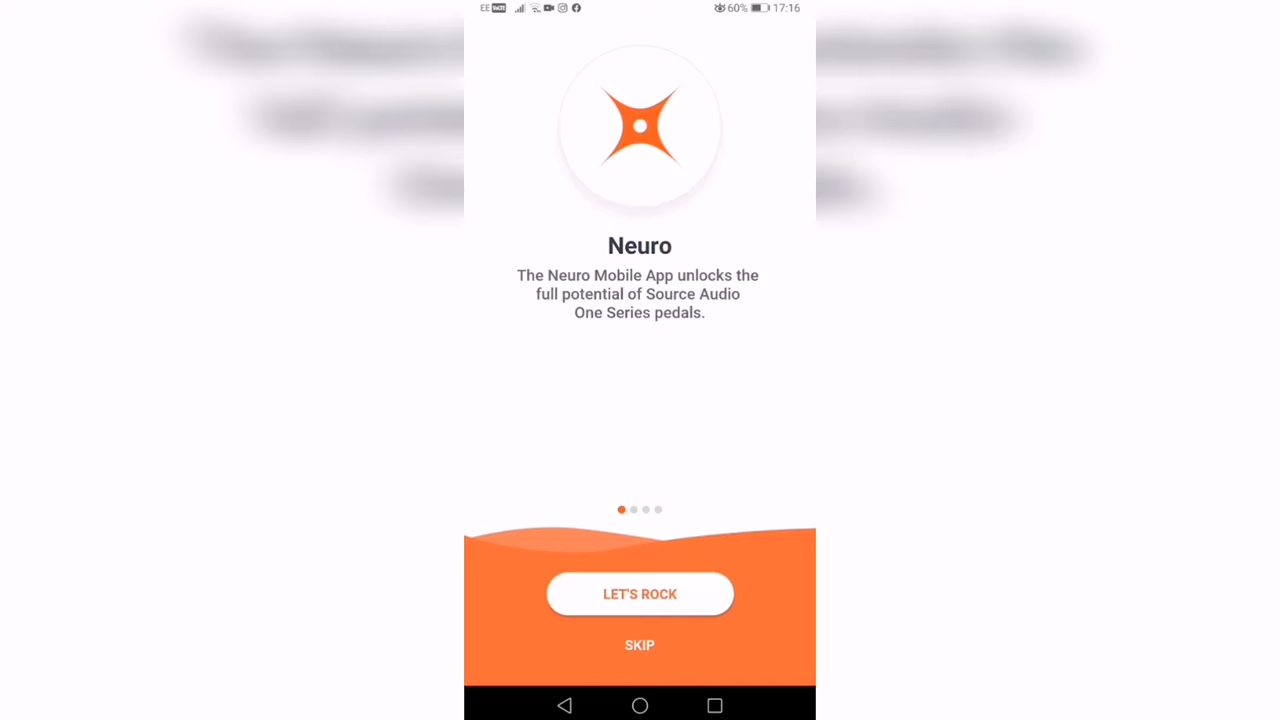 EE 60% 17:16
Neuro
The Neuro Mobile App unlocks the
full potential of Source Audio
One Series pedals.
LET'S ROCK
SKIP